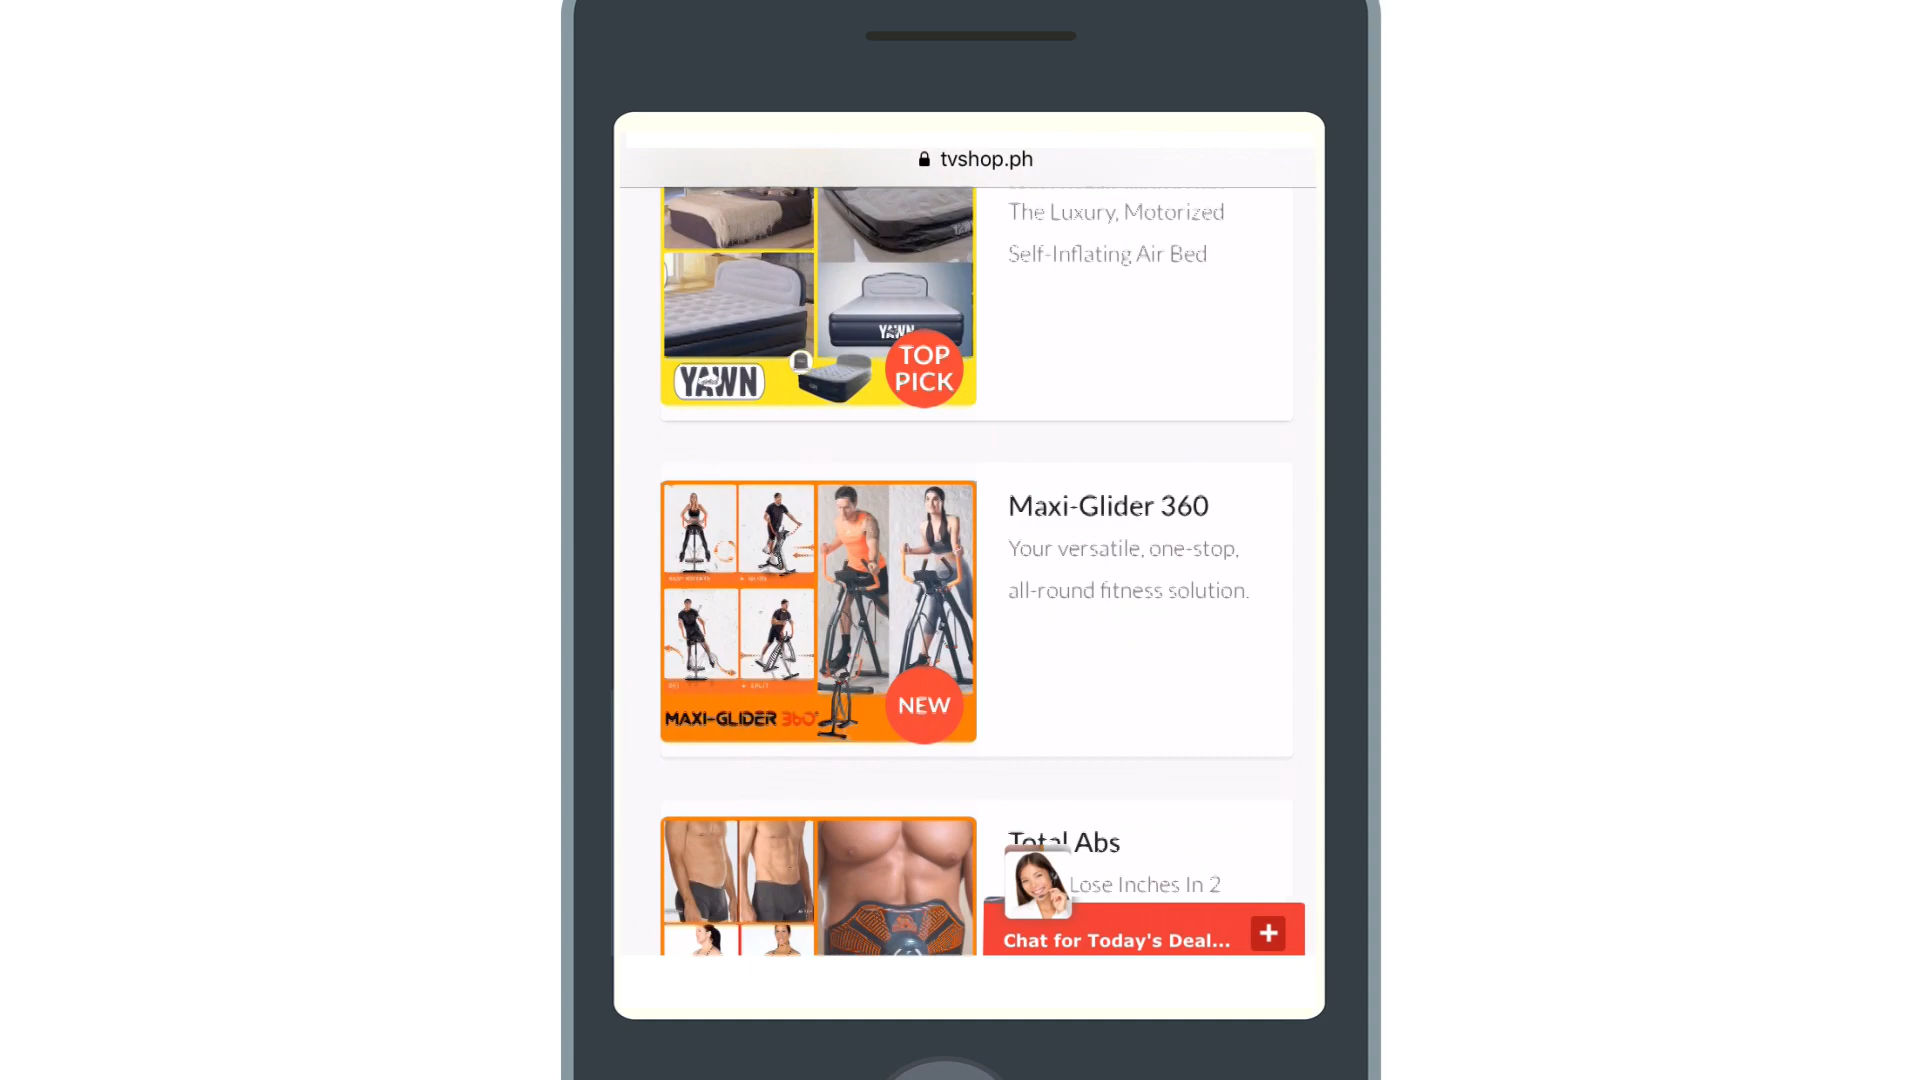 tvshop.ph
The Luxury, Motorized
Self-Inflating Air Bed
YAWN
YAWN
TOP
PICK
Maxi-Glider 360
Your versatile, one-stop,
all-round fitness solution.
MAXI-GLIDER 360°
NEW
Total Abs
Lose Inches In 2
Chat for Today's Deal...
+